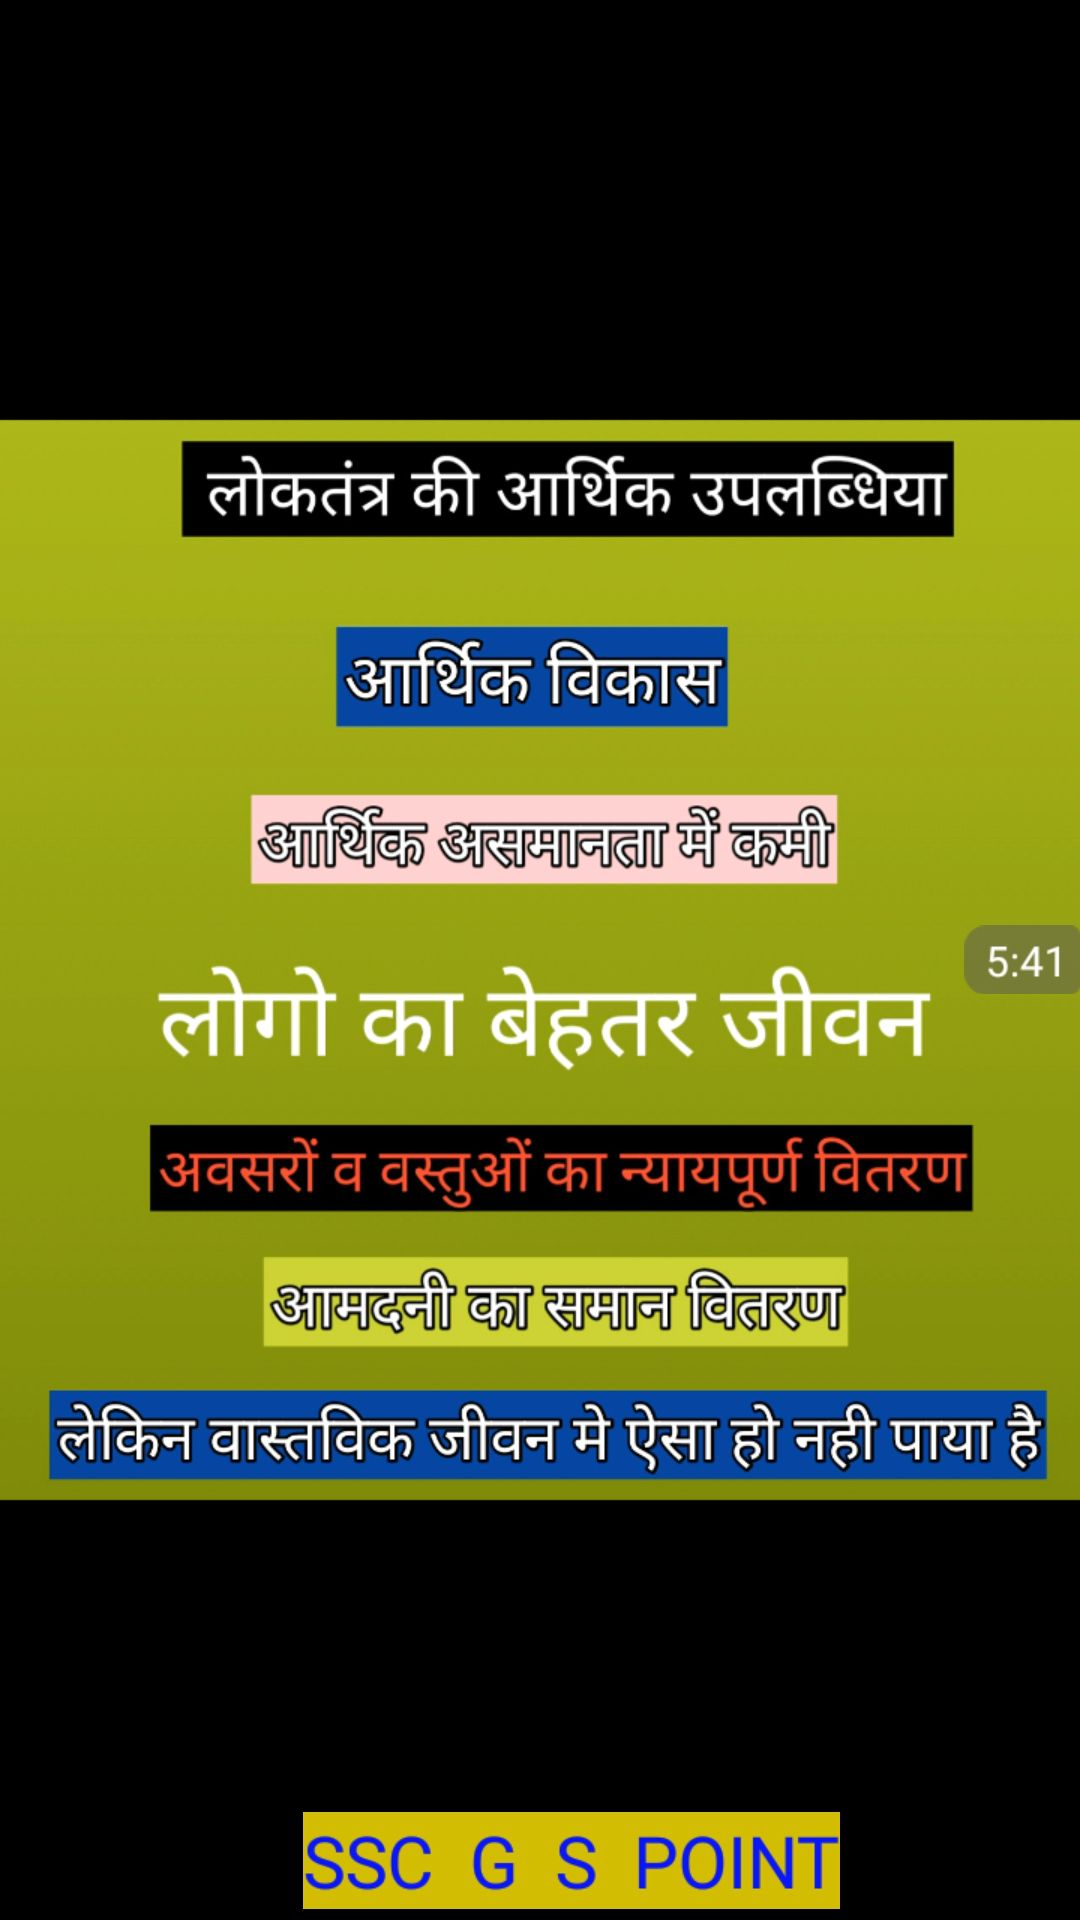 लोकतंत्र की आर्थिक उपलब्धिया
आर्थिक विकास
आर्थिक असमानता में कमी
5:41
लोगो का बेहतर जीवन
अवसरों व वस्तुओं का न्यायपूर्ण वितरण
आमदनी का समान वितरण
लेकिन वास्तविक जीवन मे ऐसा हो नही पाया है
SSC G S POINT